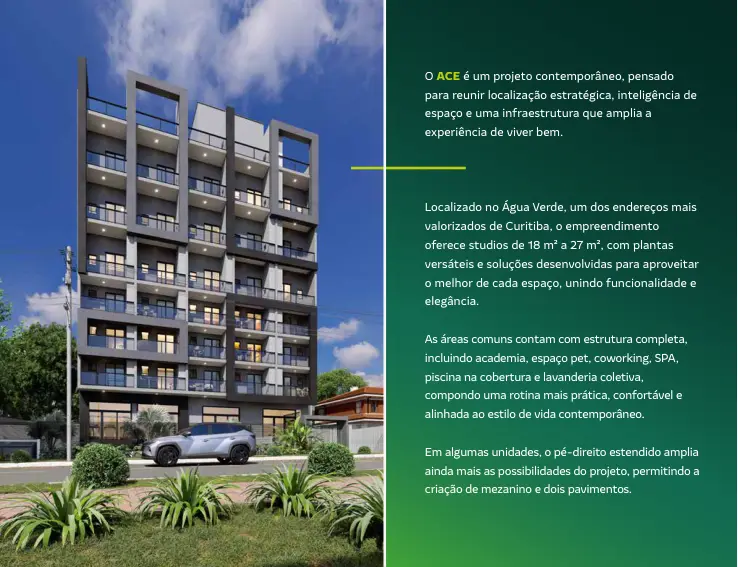 O ACE é um projeto contemporâneo, pensado
para reunir localização estratégica, inteligência de
espaço e uma infraestrutura que amplia a
experiência de viver bem.
Localizado no Água Verde, um dos endereços mais
valorizados de Curitiba, o empreendimento
oferece studios de 18 m² a 27 m², com plantas
versáteis e soluções desenvolvidas para aproveitar
o melhor de cada espaço, unindo funcionalidade e
elegância.
As áreas comuns contam com estrutura completa,
incluindo academia, espaço pet, coworking, SPA,
piscina na cobertura e lavanderia coletiva,
compondo uma rotina mais prática, confortável e
alinhada ao estilo de vida contemporâneo.
Em algumas unidades, o pé-direito estendido amplia
ainda mais as possibilidades do projeto, permitindo a
criação de mezanino e dois pavimentos.